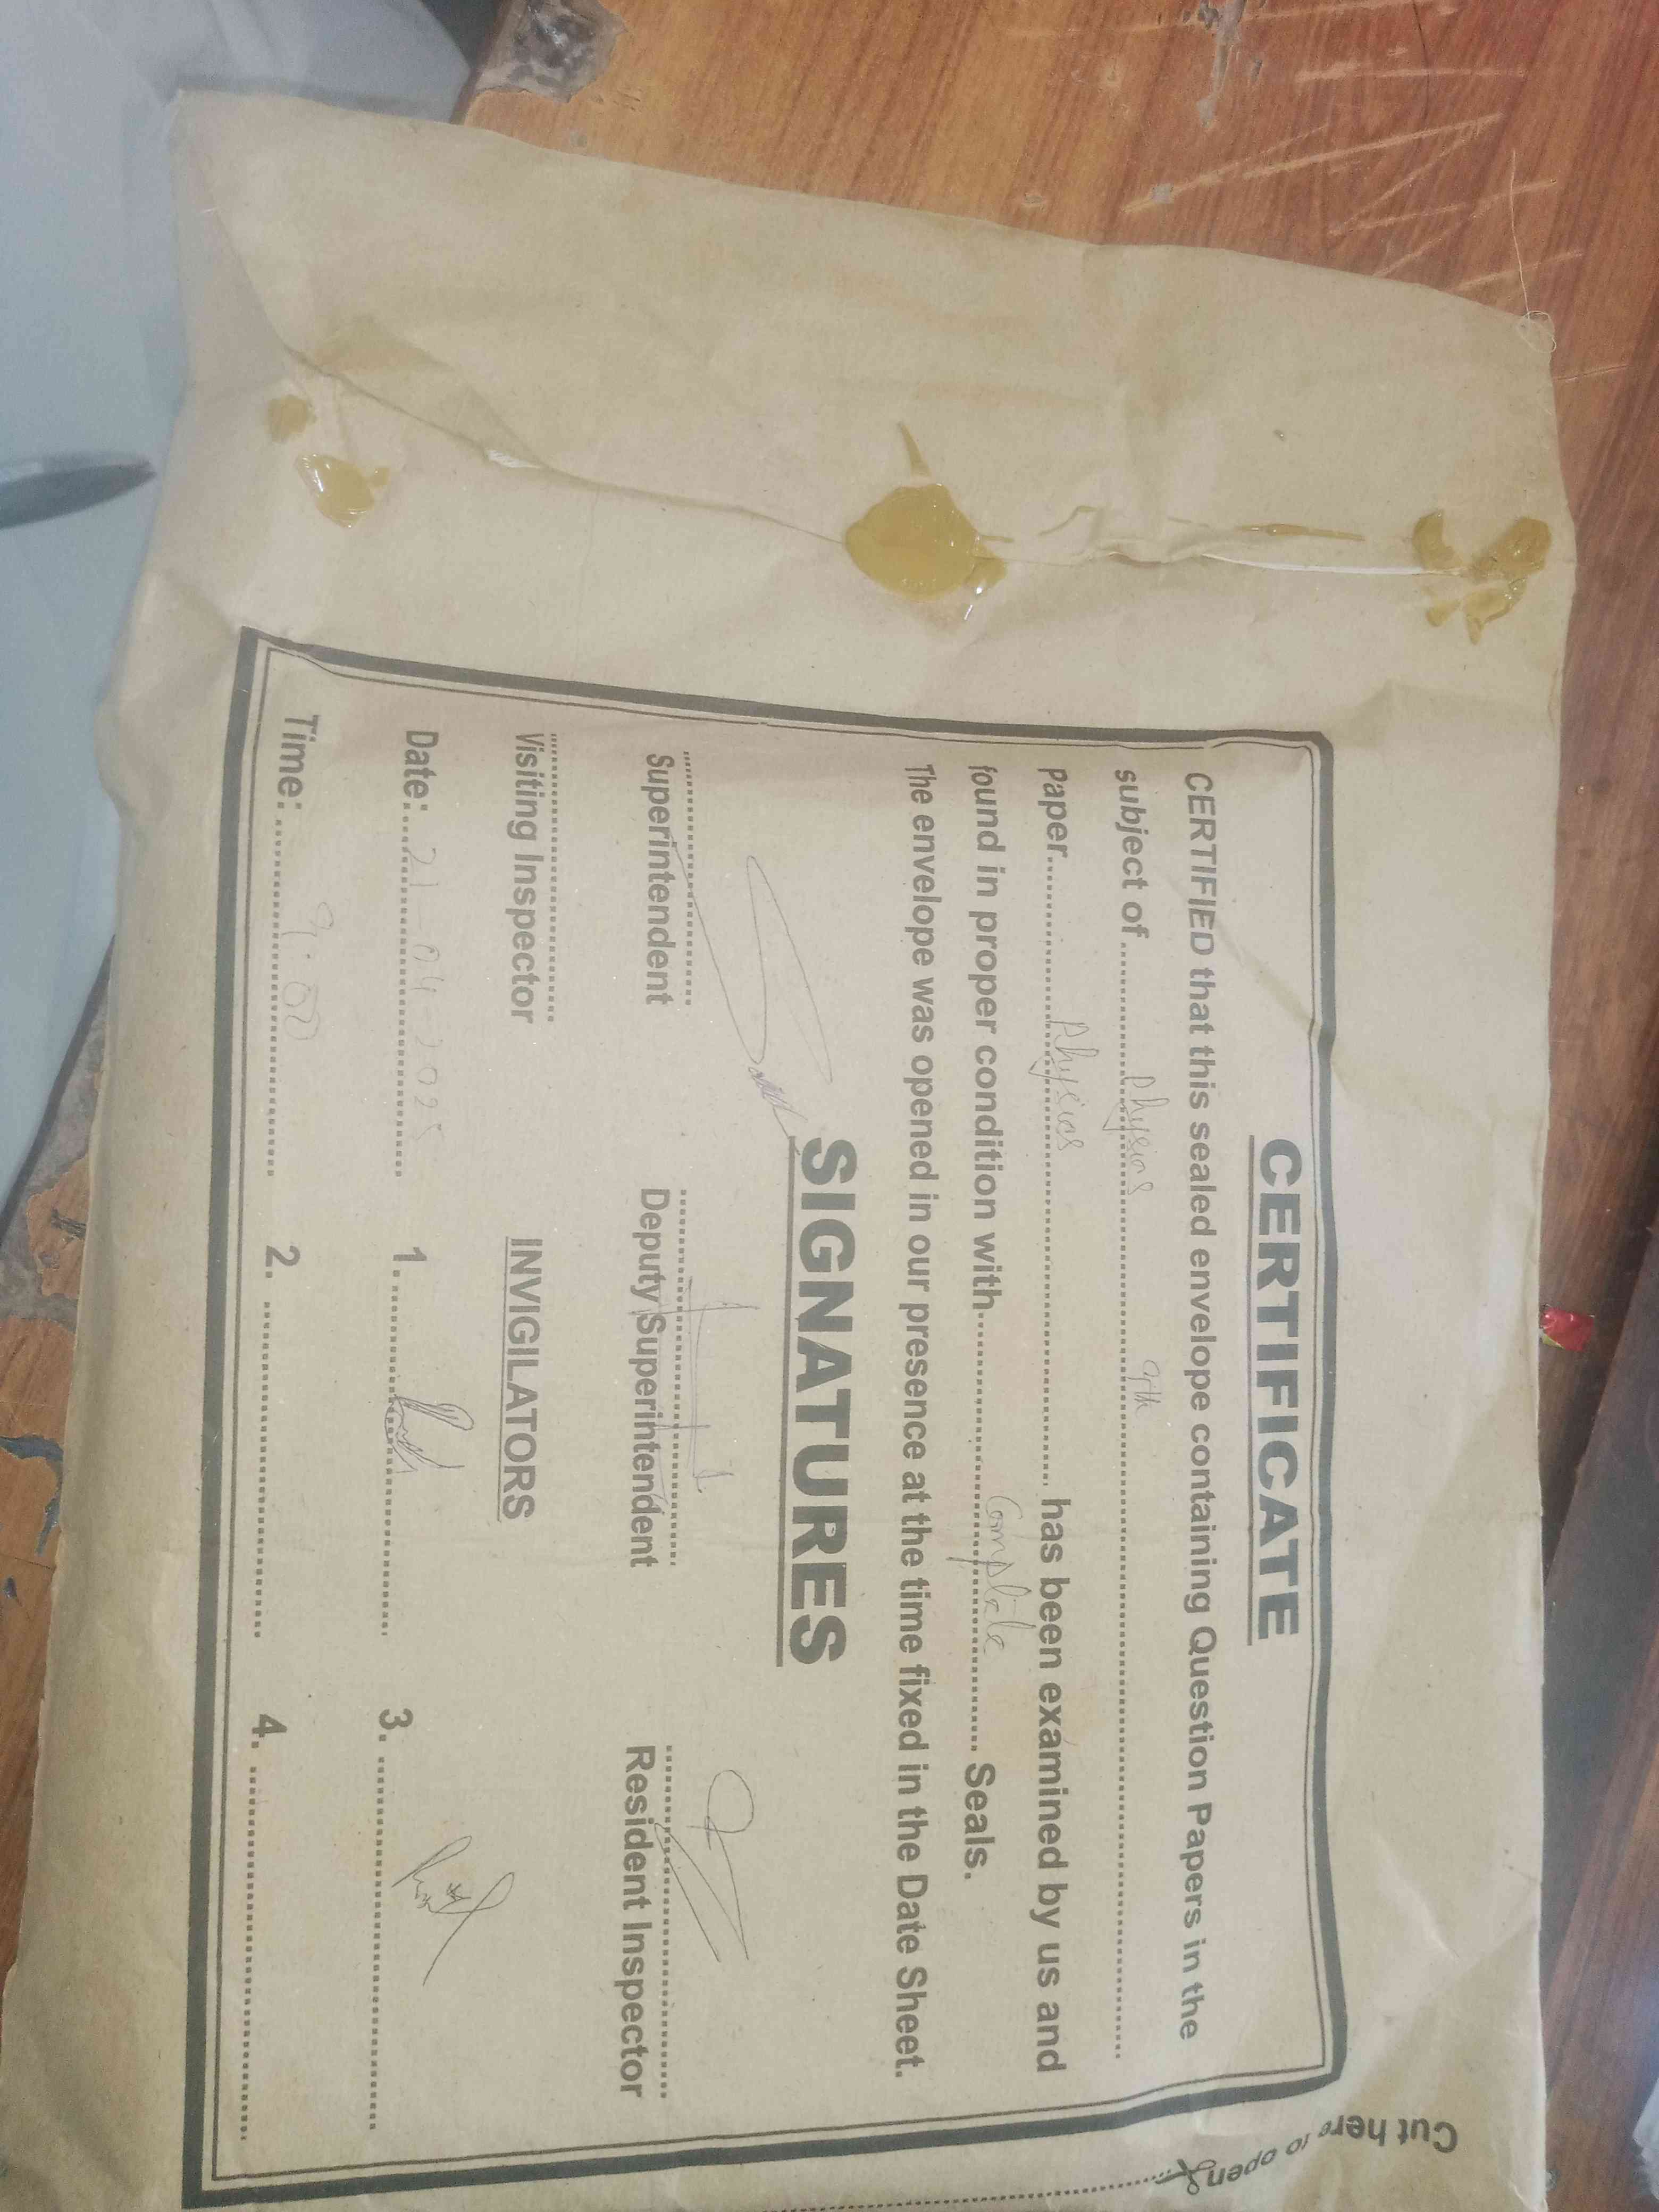 CERTIFICATE
CERTIFIED that this sealed envelope containing Question Papers in the
subject of Physics 9th
paper Physics has been examined by us and
found in proper condition with Complete Seals.
The envelope was opened in our presence at the time fixed in the Date Sheet.
SIGNATURES
Superintendent Deputy Superintendent Resident Inspector
Visiting Inspector INVIGILATORS
Date: 21-04-2025 1. 3.
Time: 9:00 2. 4.
Cut here to open